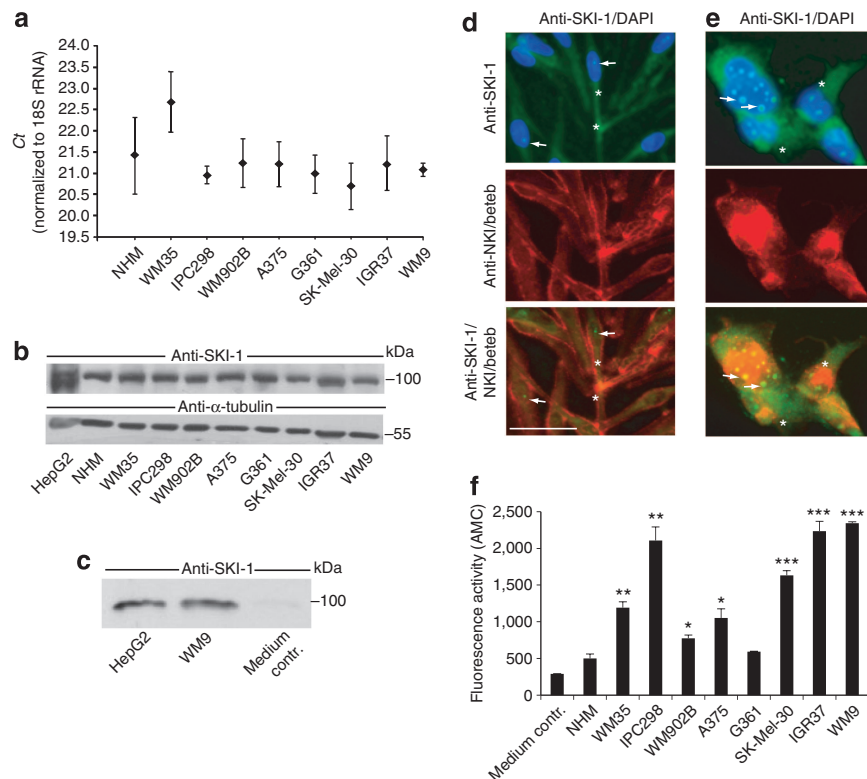 a
Ct
(normalized to 18S rRNA)
23.5
23.0
22.5
22.0
21.5
21.0
20.5
20.0
19.5
NHM
WM35
IPC298
WM902B
A375
G361
SK-Mel-30
IGR37
WM9
b
Anti-SKI-1
kDa
–100
Anti-α-tubulin
–55
HepG2
NHM
WM35
IPC298
WM902B
A375
G361
SK-Mel-30
IGR37
WM9
c
Anti-SKI-1
kDa
–100
HepG2
WM9
Medium
contr.
d
Anti-SKI-1/DAPI
Anti-SKI-1
*
*
Anti-NKI/beteb
Anti-SKI-1/
NKI/beteb
*
*
e
Anti-SKI-1/DAPI
*
*
*
*
f
Fluorescence activity (AMC)
2,500
2,000
1,500
1,000
500
0
** ** * * *** *** ***
Medium contr.
NHM
WM35
IPC298
WM902B
A375
G361
SK-Mel-30
IGR37
WM9